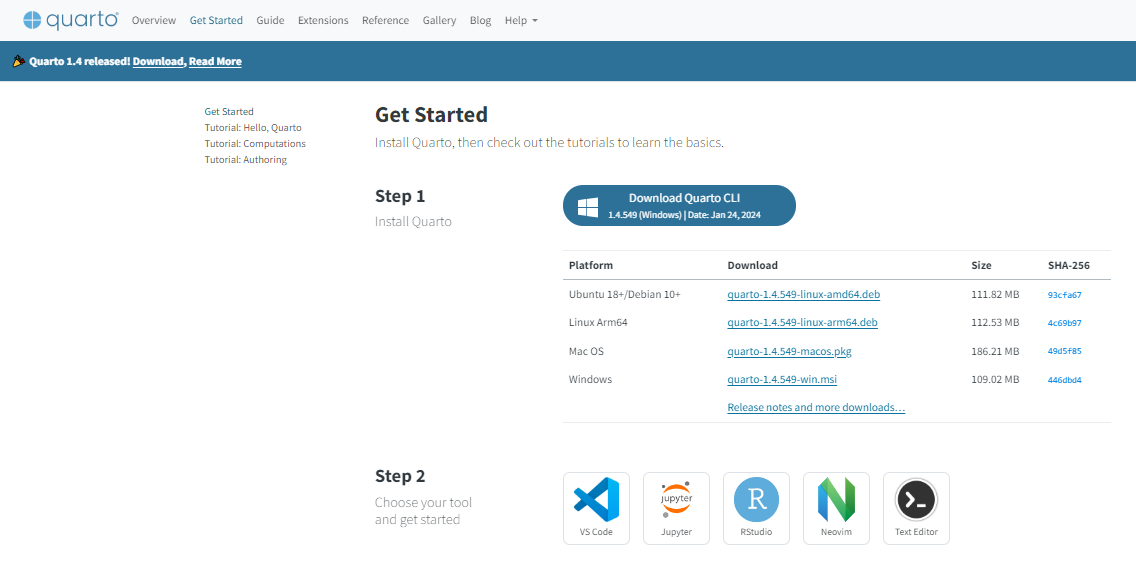 quarto Overview Get Started Guide Extensions Reference Gallery Blog Help
Quarto 1.4 released! Download, Read More
Get Started
Tutorial: Hello, Quarto
Tutorial: Computations
Tutorial: Authoring
Get Started
Install Quarto, then check out the tutorials to learn the basics.
Step 1
Install Quarto
Download Quarto CLI
1.4.549 (Windows) | Date: Jan 24, 2024
Platform Download Size SHA-256
Ubuntu 18+/Debian 10+ quarto-1.4.549-linux-amd64.deb 111.82 MB 93cfa67
Linux Arm64 quarto-1.4.549-linux-arm64.deb 112.53 MB 4c69b97
Mac OS quarto-1.4.549-macos.pkg 186.21 MB 49d5f85
Windows quarto-1.4.549-win.msi 109.02 MB 446dbd4
Release notes and more downloads…
Step 2
Choose your tool
and get started
jupyter R
VS Code Jupyter RStudio Neovim Text Editor